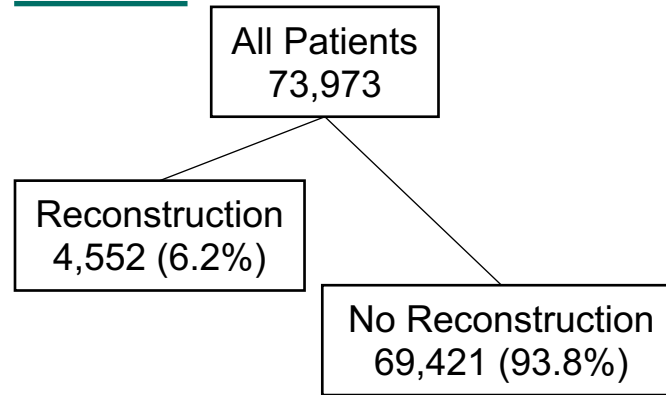 All Patients
73,973
Reconstruction
4,552 (6.2%)
No Reconstruction
69,421 (93.8%)